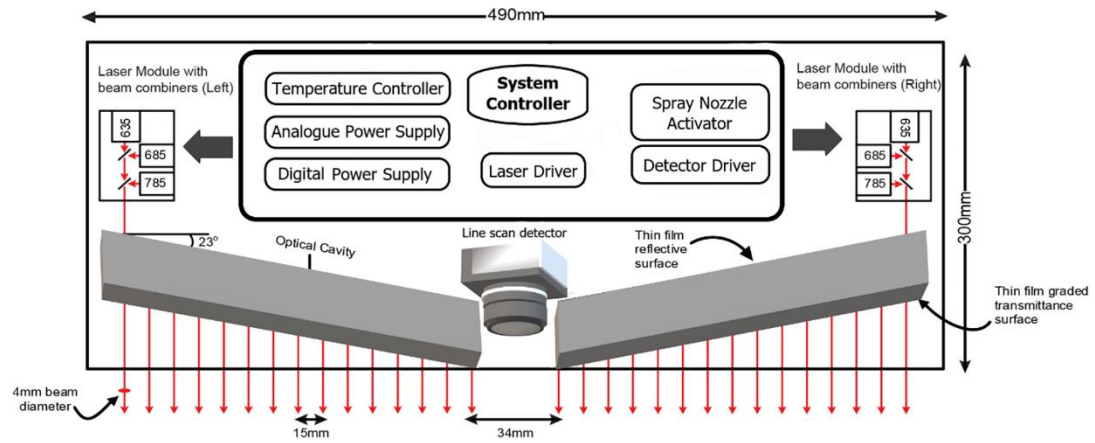 490mm
Laser Module with
beam combiners (Left)
635
685
785
Temperature Controller
Analogue Power Supply
Digital Power Supply
System
Controller
Laser Driver
Spray Nozzle
Activator
Detector Driver
Laser Module with
beam combiners (Right)
635
685
785
300mm
23°
Optical Cavity
Line scan detector
Thin film
reflective
surface
Thin film graded
transmittance
surface
4mm beam
diameter
15mm
34mm